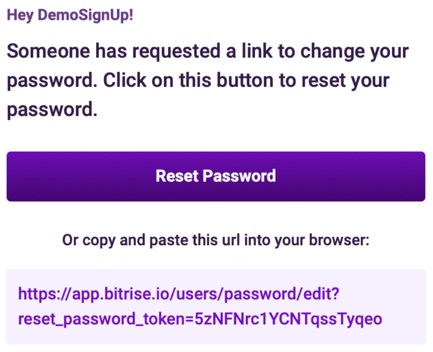 Hey DemoSignUp!
Someone has requested a link to change your
password. Click on this button to reset your
password.
Reset Password
Or copy and paste this url into your browser:
https://app.bitrise.io/users/password/edit?
reset_password_token=5zNFNrc1YCNTqssTyqeo